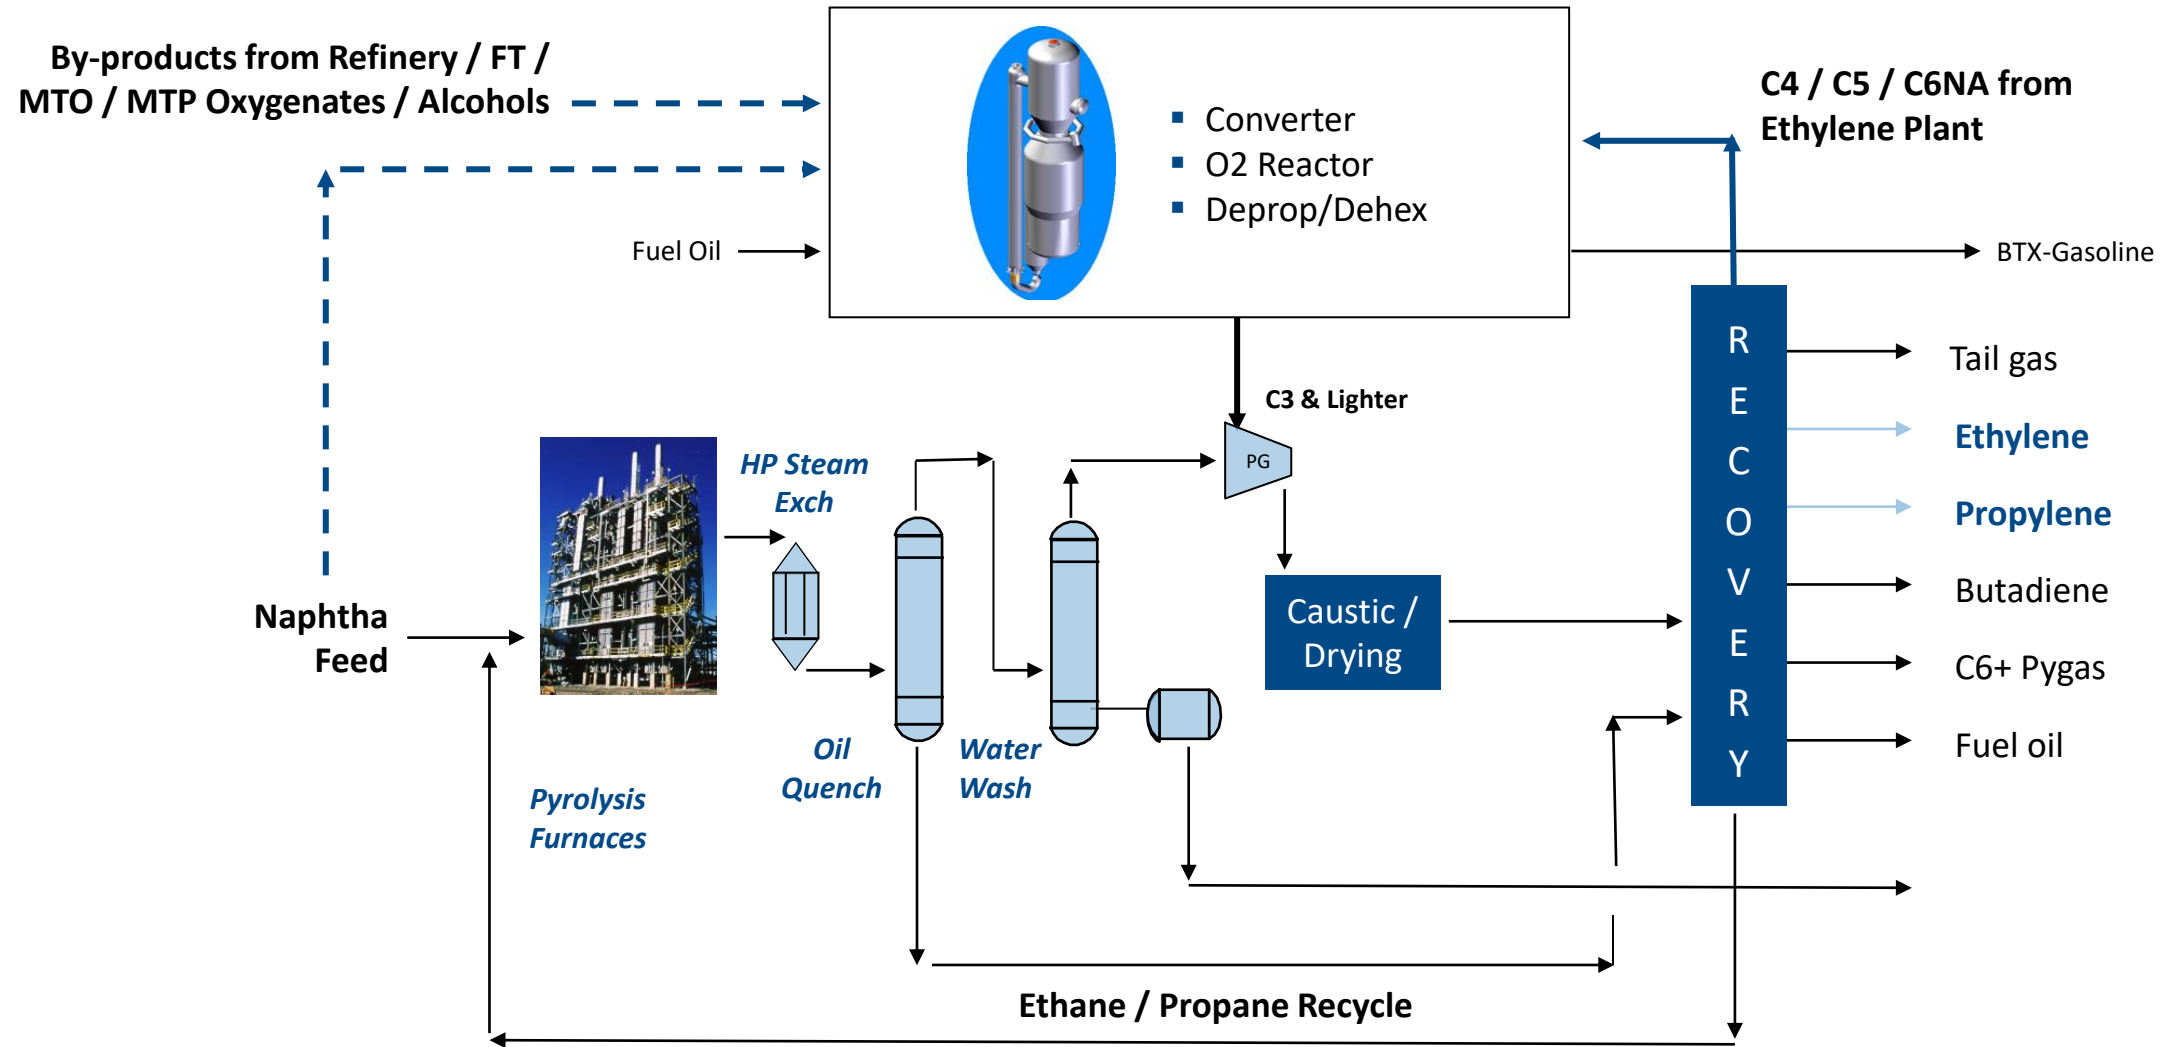 By-products from Refinery / FT /
MTO / MTP Oxygenates / Alcohols
▪ Converter
▪ O2 Reactor
▪ Deprop/Dehex
C4 / C5 / C6NA from
Ethylene Plant
Fuel Oil
BTX-Gasoline
C3 & Lighter
PG
HP Steam
Exch
Naphtha
Feed
Pyrolysis
Furnaces
Oil
Quench
Water
Wash
Caustic /
Drying
R
E
C
O
V
E
R
Y
Tail gas
Ethylene
Propylene
Butadiene
C6+ Pygas
Fuel oil
Ethane / Propane Recycle